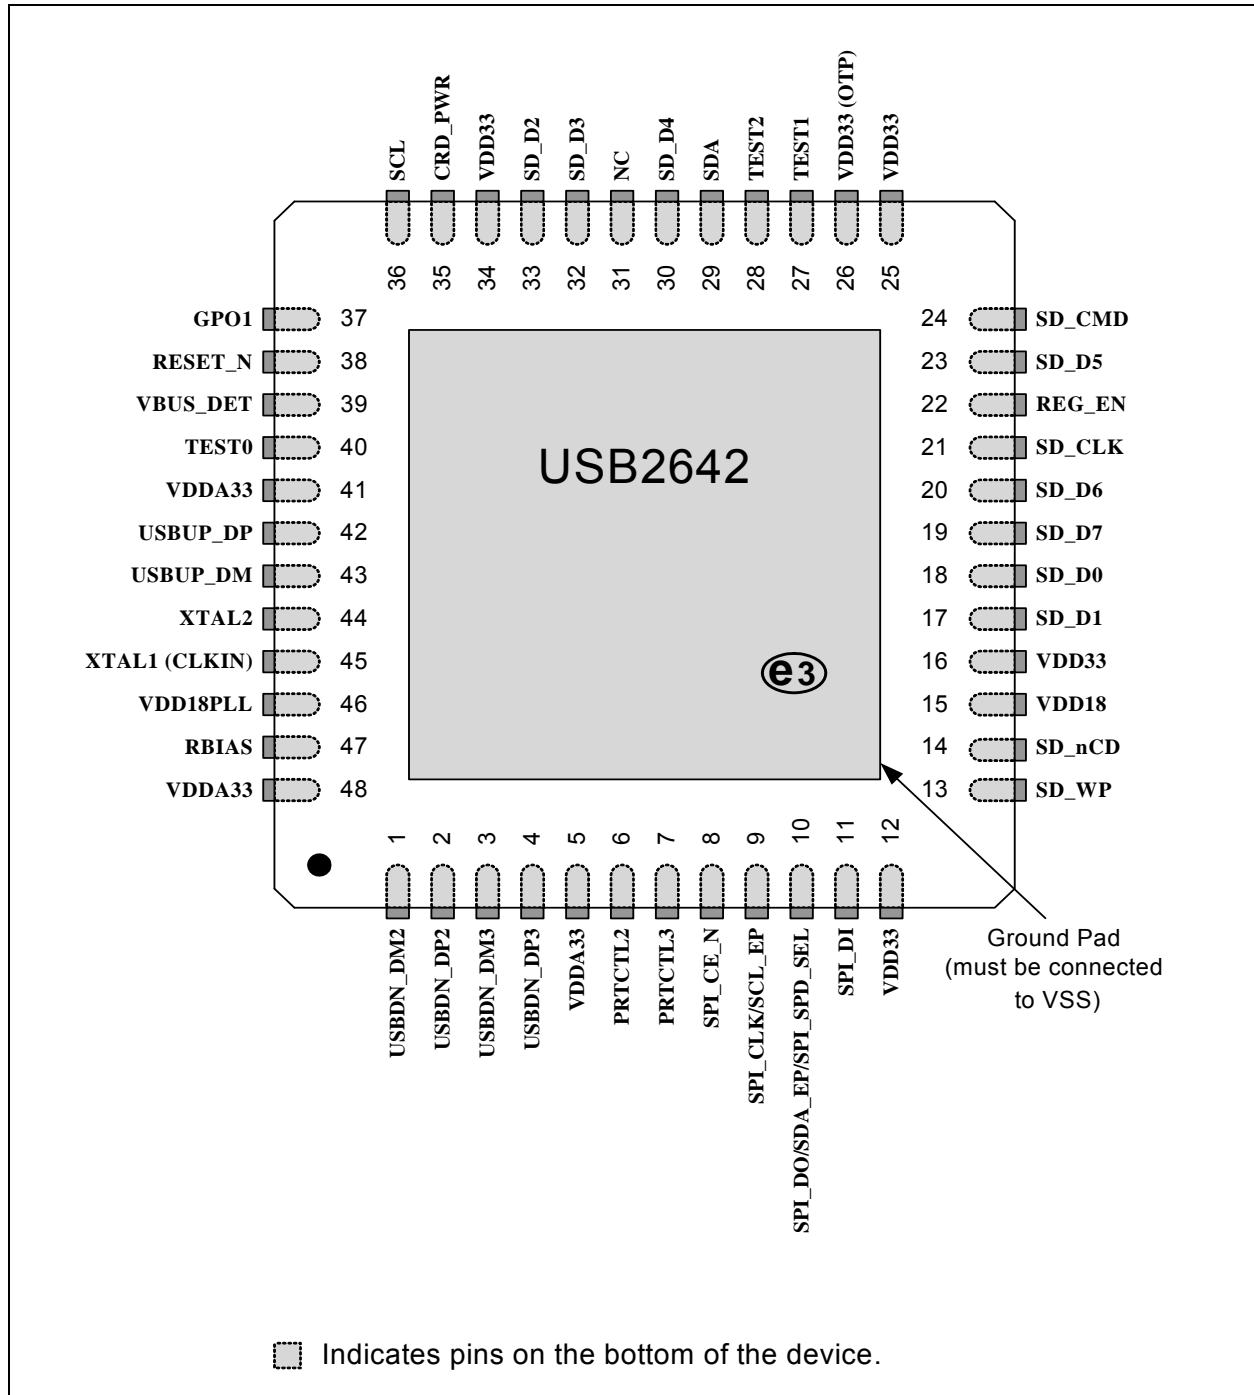 SCL
CRD_PWR
VDD33
SD_D2
SD_D3
NC
SD_D4
SDA
TEST2
TEST1
VDD33 (OTP)
VDD33
36
35
34
33
32
31
30
29
28
27
26
25
GPO1 37
RESET_N 38
VBUS_DET 39
TEST0 40
VDDA33 41
USBUP_DP 42
USBUP_DM 43
XTAL2 44
XTAL1 (CLKIN) 45
VDD18PLL 46
RBIAS 47
VDDA33 48
USB2642
e3
24 SD_CMD
23 SD_D5
22 REG_EN
21 SD_CLK
20 SD_D6
19 SD_D7
18 SD_D0
17 SD_D1
16 VDD33
15 VDD18
14 SD_nCD
13 SD_WP
1
2
3
4
5
6
7
8
9
10
11
12
USBDN_DM2
USBDN_DP2
USBDN_DM3
USBDN_DP3
VDDA33
PRTCTL2
PRTCTL3
SPI_CE_N
SPI_CLK/SCL_EP
SPI_DO/SDA_EP/SPI_SPD_SEL
SPI_DI
VDD33
Ground Pad
(must be connected
to VSS)
Indicates pins on the bottom of the device.